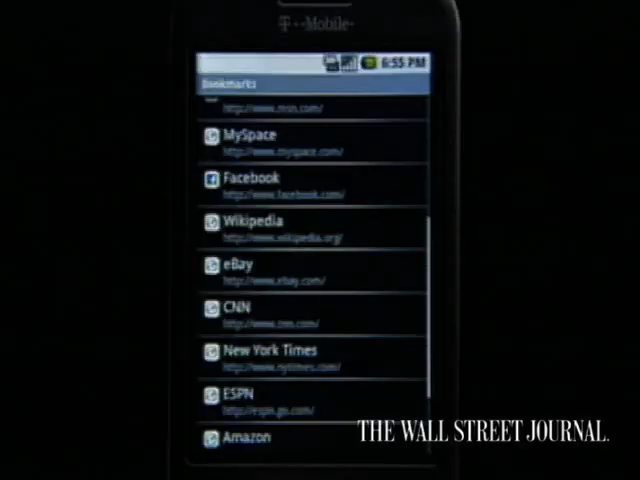 T··Mobile·
6:55 PM
Bookmarks
http://www.msn.com/
MySpace
http://www.myspace.com/
Facebook
http://www.facebook.com/
Wikipedia
http://www.wikipedia.org/
eBay
http://www.ebay.com/
CNN
http://www.cnn.com/
New York Times
http://www.nytimes.com/
ESPN
http://espn.go.com/
Amazon
THE WALL STREET JOURNAL.